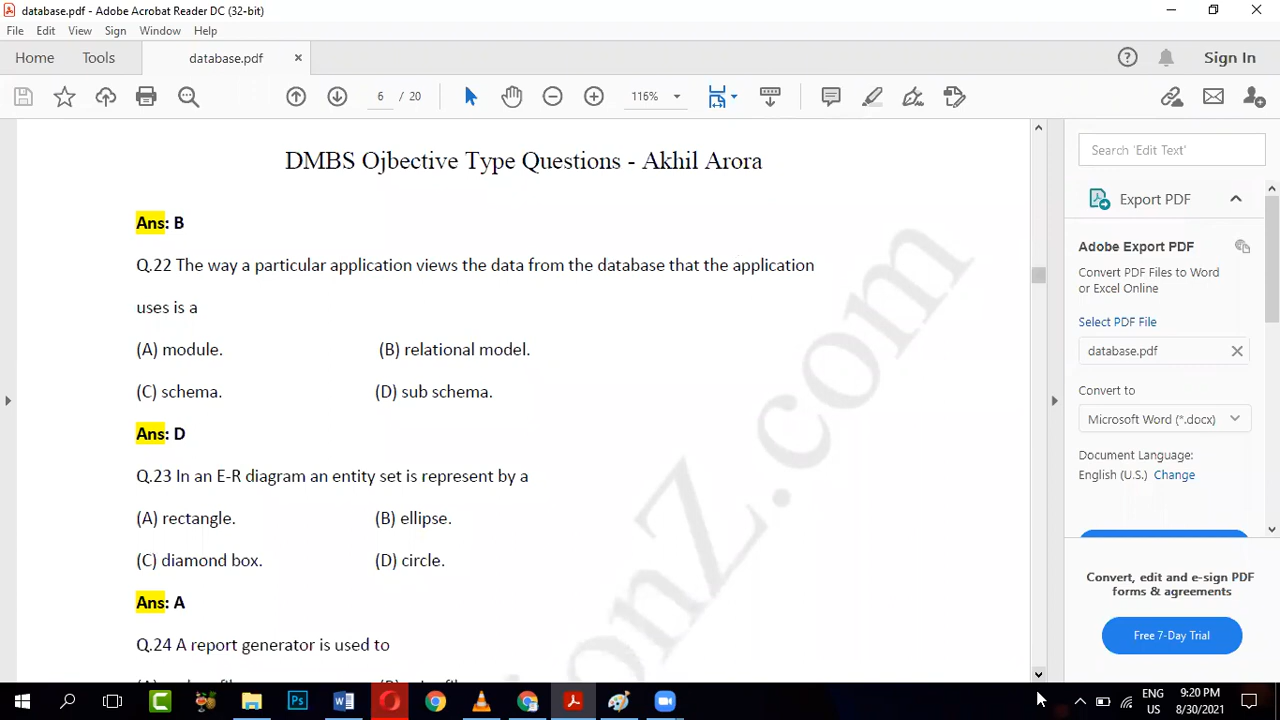 database.pdf - Adobe Acrobat Reader DC (32-bit)
File Edit View Sign Window Help
Home Tools database.pdf Sign In
6 / 20 116%
DMBS Ojbective Type Questions - Akhil Arora
Ans: B
Q.22 The way a particular application views the data from the database that the application
uses is a
(A) module. (B) relational model.
(C) schema. (D) sub schema.
Ans: D
Q.23 In an E-R diagram an entity set is represent by a
(A) rectangle. (B) ellipse.
(C) diamond box. (D) circle.
Ans: A
Q.24 A report generator is used to
onZ.com
Search 'Edit Text'
Export PDF
Adobe Export PDF
Convert PDF Files to Word
or Excel Online
Select PDF File
database.pdf
Convert to
Microsoft Word (*.docx)
Document Language:
English (U.S.) Change
Convert, edit and e-sign PDF
forms & agreements
Free 7-Day Trial
Ps W
ENG
US
9:20 PM
8/30/2021